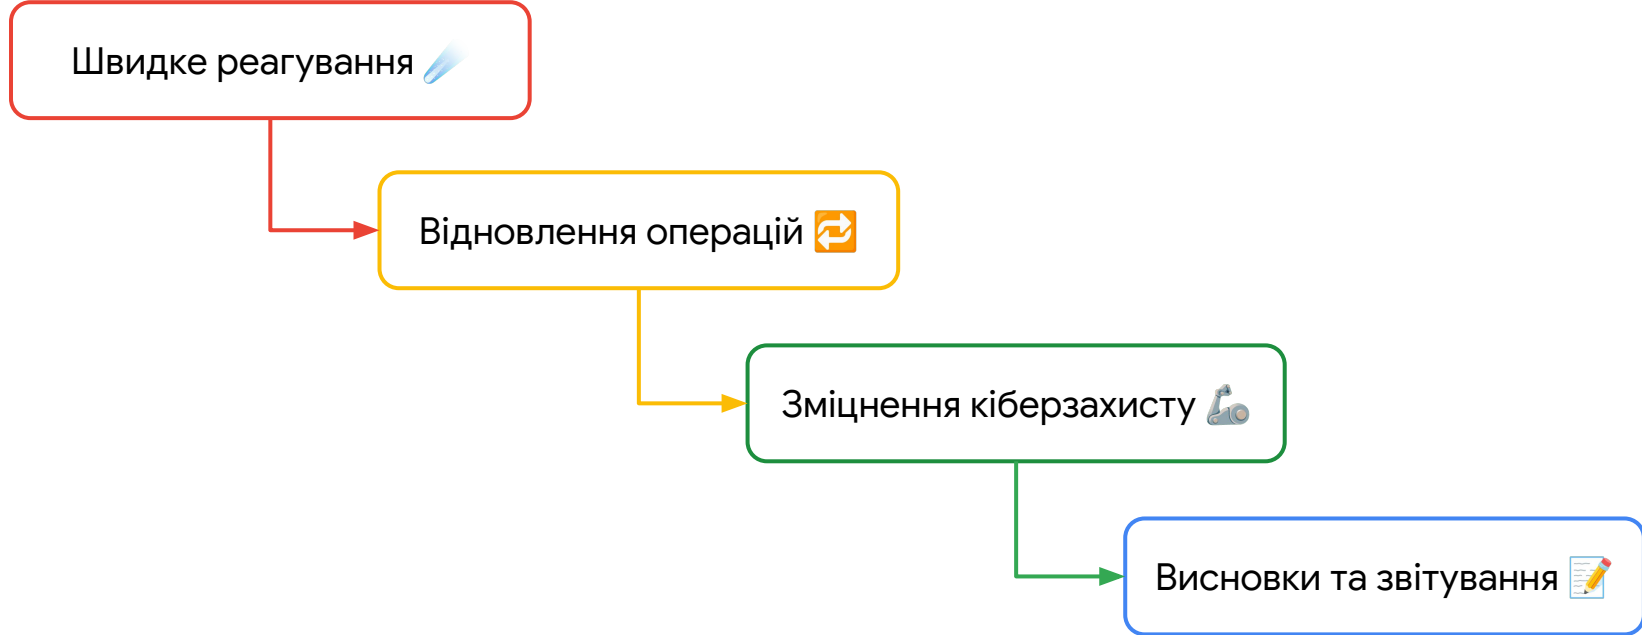 Швидке реагування ☄️
Відновлення операцій 🔁
Зміцнення кіберзахисту 🦾
Висновки та звітування 📝